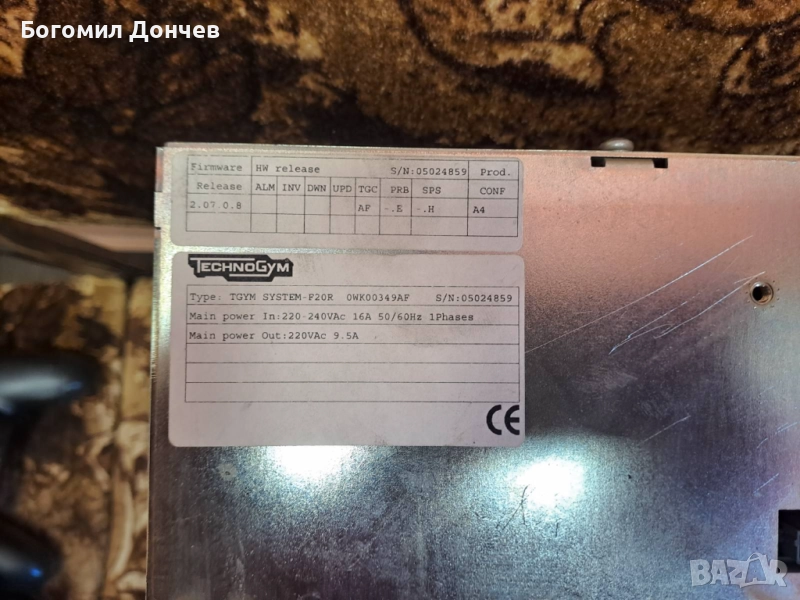 Богомил Дончев
Firmware HW release S/N:05024859 Prod.
Release ALM INV DWN UPD TGC PRB SPS CONF
2.07.0.8 AF -.E -.H A4
TECHNOGYM
Type: TGYM SYSTEM-F20R 0WK00349AF S/N:05024859
Main power In:220-240VAc 16A 50/60Hz 1Phases
Main power Out:220VAc 9.5A
CE
BAZAR